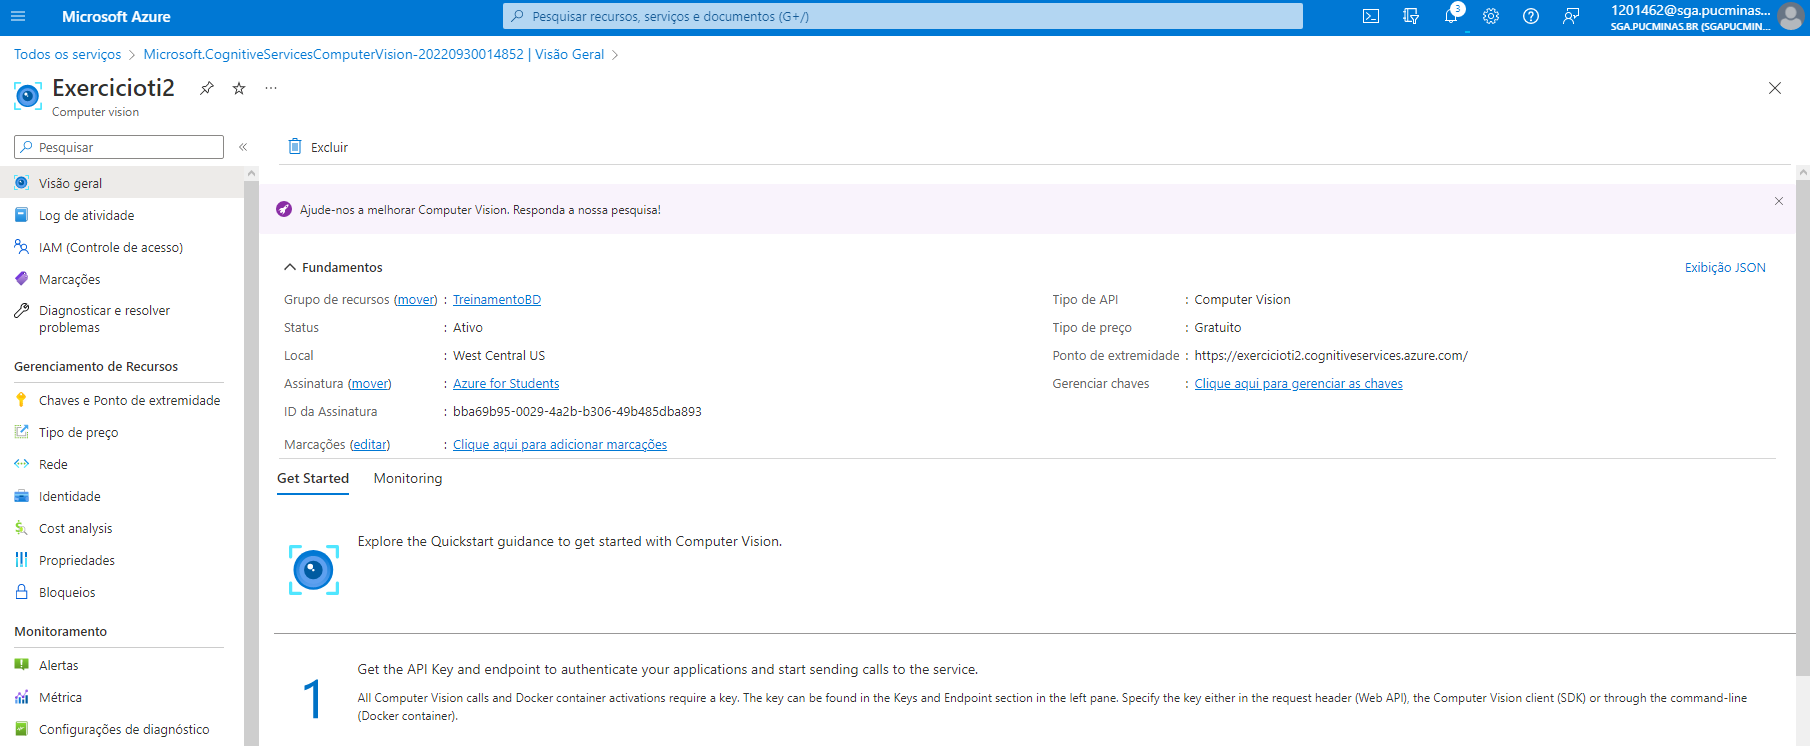 Microsoft Azure
Pesquisar recursos, serviços e documentos (G+/)
3
1201462@sga.pucminas...
SGA.PUCMINAS.BR (SGAPUCMIN...
Todos os serviços > Microsoft.CognitiveServicesComputerVision-20220930014852 | Visão Geral >
Exercicioti2
...
Computer vision
Pesquisar
«
Excluir
Visão geral
Log de atividade
IAM (Controle de acesso)
Marcações
Diagnosticar e resolver
problemas
Gerenciamento de Recursos
Chaves e Ponto de extremidade
Tipo de preço
Rede
Identidade
Cost analysis
Propriedades
Bloqueios
Monitoramento
Alertas
Métrica
Configurações de diagnóstico
Ajude-nos a melhorar Computer Vision. Responda a nossa pesquisa!
Fundamentos
Exibição JSON
Grupo de recursos (mover) : TreinamentoBD
Status : Ativo
Local : West Central US
Assinatura (mover) : Azure for Students
ID da Assinatura : bba69b95-0029-4a2b-b306-49b485dba893
Marcações (editar) : Clique aqui para adicionar marcações
Tipo de API : Computer Vision
Tipo de preço : Gratuito
Ponto de extremidade : https://exercicioti2.cognitiveservices.azure.com/
Gerenciar chaves : Clique aqui para gerenciar as chaves
Get Started Monitoring
Explore the Quickstart guidance to get started with Computer Vision.
1
Get the API Key and endpoint to authenticate your applications and start sending calls to the service.
All Computer Vision calls and Docker container activations require a key. The key can be found in the Keys and Endpoint section in the left pane. Specify the key either in the request header (Web API), the Computer Vision client (SDK) or through the command-line
(Docker container).